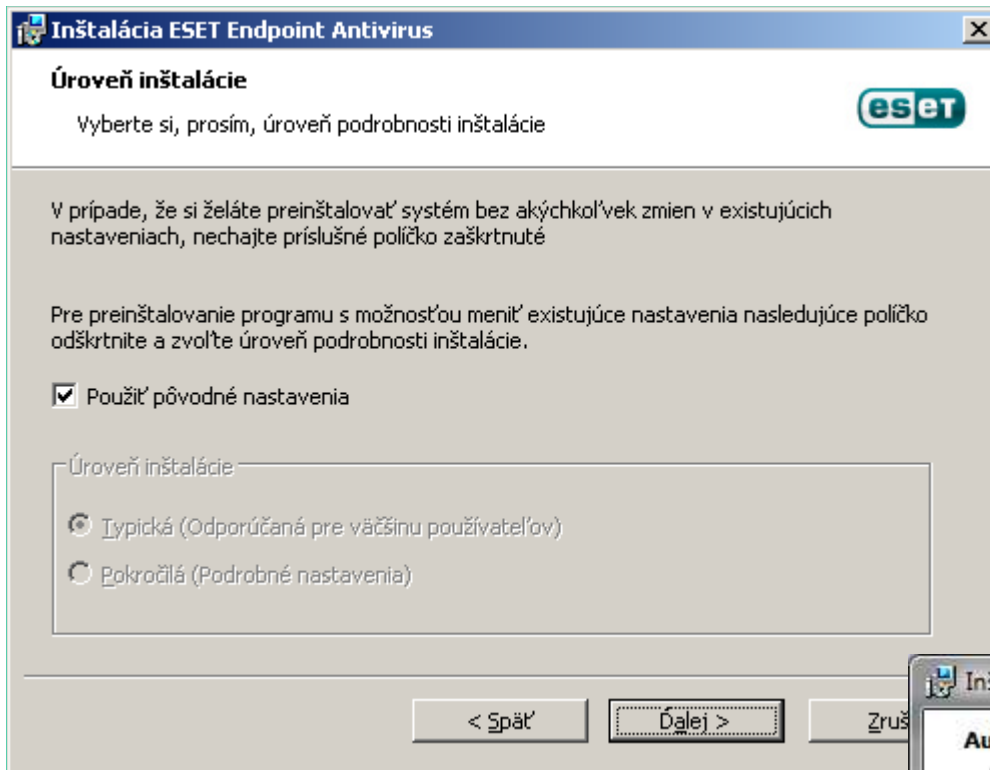 Inštalácia ESET Endpoint Antivirus
Úroveň inštalácie
Vyberte si, prosím, úroveň podrobnosti inštalácie
eset
V prípade, že si želáte preinštalovať systém bez akýchkoľvek zmien v existujúcich
nastaveniach, nechajte príslušné políčko zaškrtnuté
Pre preinštalovanie programu s možnosťou meniť existujúce nastavenia nasledujúce políčko
odškrtnite a zvoľte úroveň podrobnosti inštalácie.
Použiť pôvodné nastavenia
Úroveň inštalácie
Typická (Odporúčaná pre väčšinu používateľov)
Pokročilá (Podrobné nastavenia)
< Späť
Ďalej >